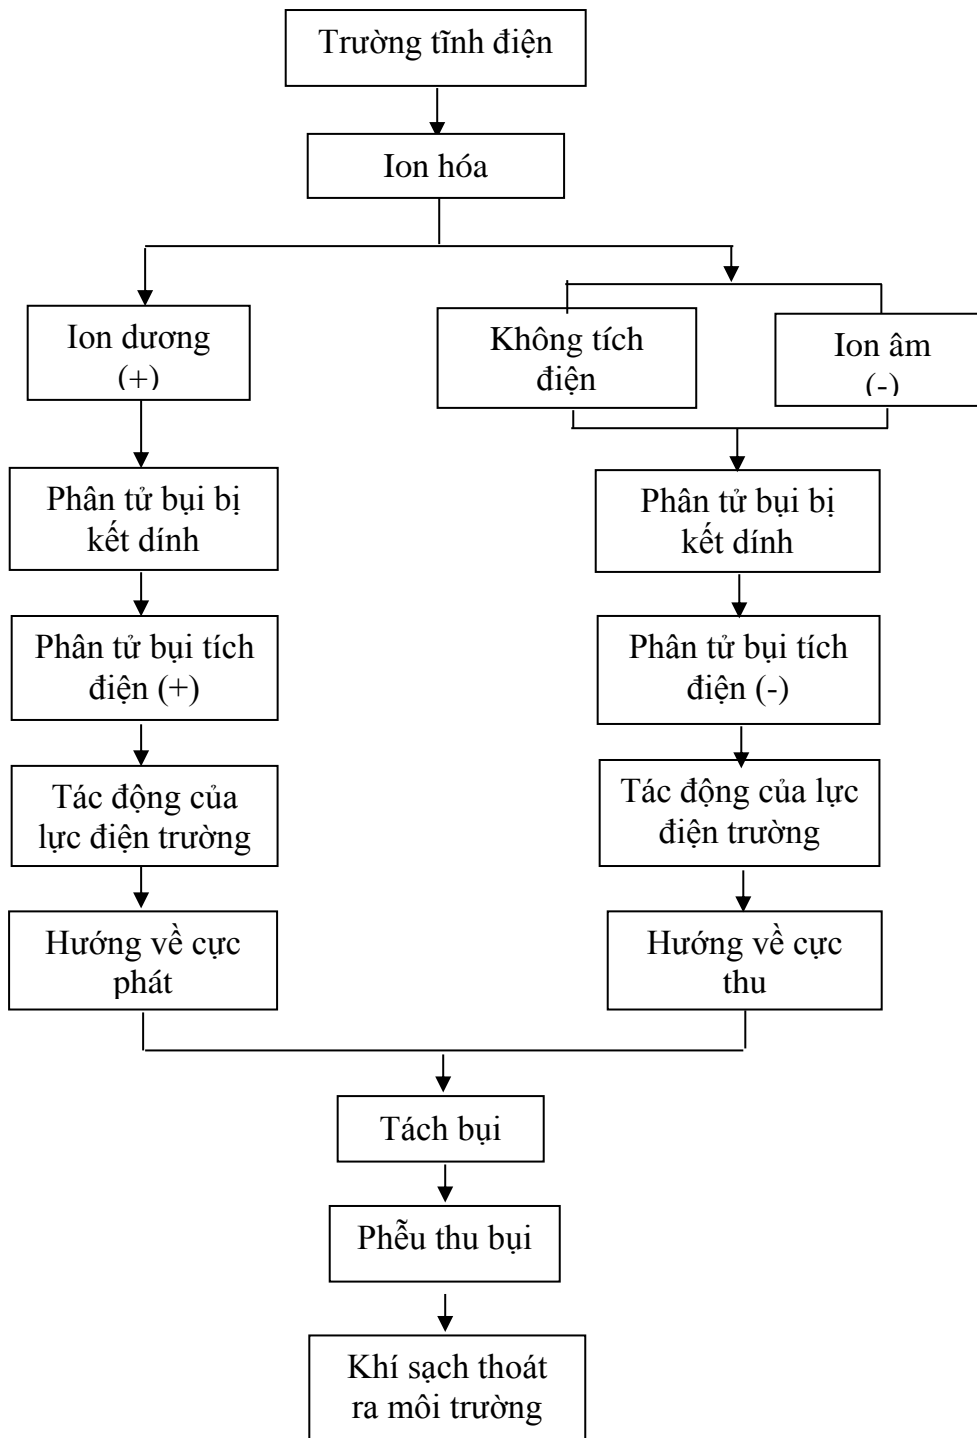 Trường tĩnh điện
Ion hóa
Ion dương
(+)
Không tích
điện
Ion âm
(-)
Phân tử bụi bị
kết dính
Phân tử bụi bị
kết dính
Phân tử bụi tích
điện (+)
Phân tử bụi tích
điện (-)
Tác động của
lực điện trường
Tác động của lực
điện trường
Hướng về cực
phát
Hướng về cực
thu
Tách bụi
Phễu thu bụi
Khí sạch thoát
ra môi trường